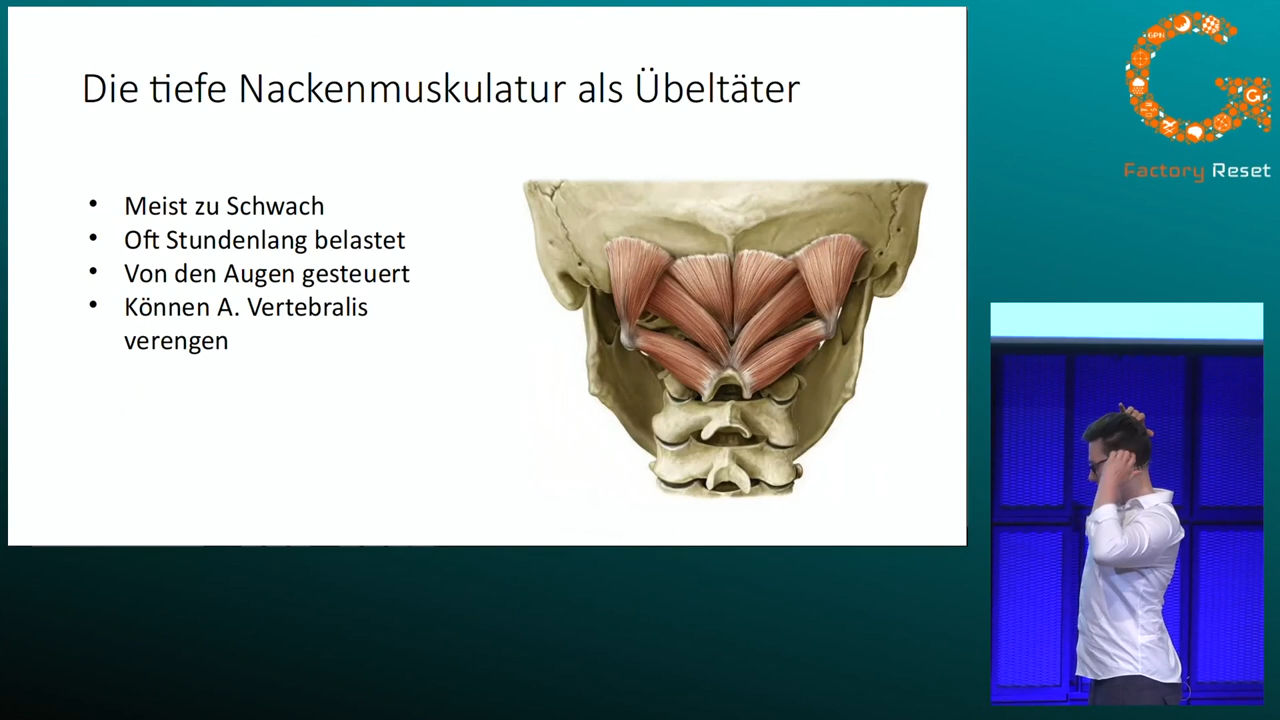 Die tiefe Nackenmuskulatur als Übeltäter
• Meist zu Schwach
• Oft Stundenlang belastet
• Von den Augen gesteuert
• Können A. Vertebralis
verengen
GPN
G
Factory Reset